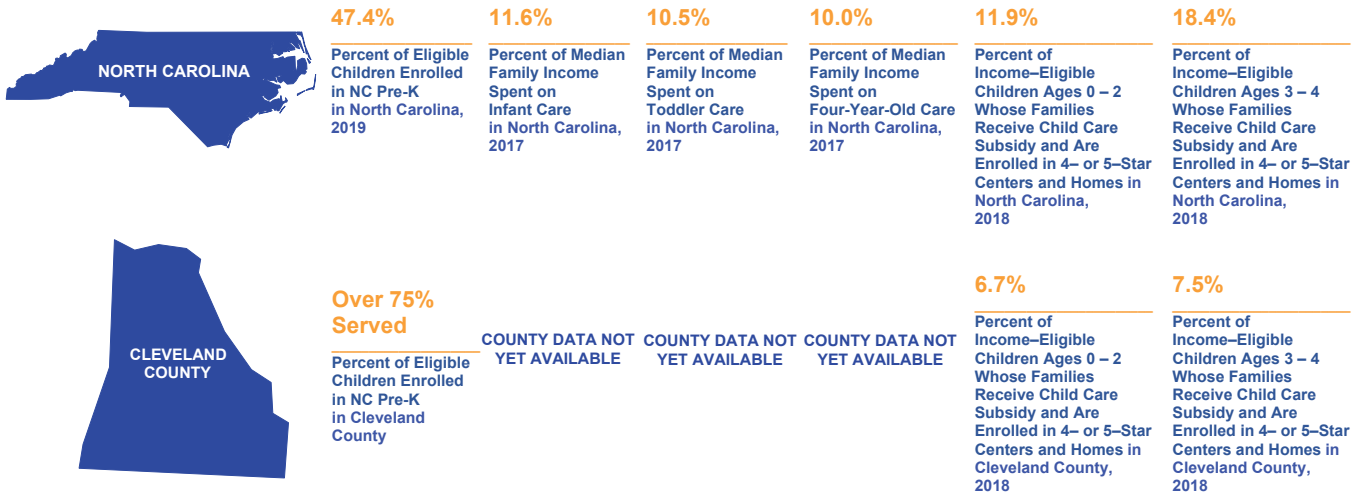 NORTH CAROLINA
47.4%
Percent of Eligible
Children Enrolled
in NC Pre-K
in North Carolina,
2019
11.6%
Percent of Median
Family Income
Spent on
Infant Care
in North Carolina,
2017
10.5%
Percent of Median
Family Income
Spent on
Toddler Care
in North Carolina,
2017
10.0%
Percent of Median
Family Income
Spent on
Four-Year-Old Care
in North Carolina,
2017
11.9%
Percent of
Income–Eligible
Children Ages 0 – 2
Whose Families
Receive Child Care
Subsidy and Are
Enrolled in 4– or 5–Star
Centers and Homes in
North Carolina,
2018
18.4%
Percent of
Income–Eligible
Children Ages 3 – 4
Whose Families
Receive Child Care
Subsidy and Are
Enrolled in 4– or 5–Star
Centers and Homes in
North Carolina,
2018
CLEVELAND
COUNTY
Over 75%
Served
Percent of Eligible
Children Enrolled
in NC Pre-K
in Cleveland
County
COUNTY DATA NOT
YET AVAILABLE
COUNTY DATA NOT
YET AVAILABLE
COUNTY DATA NOT
YET AVAILABLE
6.7%
Percent of
Income–Eligible
Children Ages 0 – 2
Whose Families
Receive Child Care
Subsidy and Are
Enrolled in 4– or 5–Star
Centers and Homes in
Cleveland County,
2018
7.5%
Percent of
Income–Eligible
Children Ages 3 – 4
Whose Families
Receive Child Care
Subsidy and Are
Enrolled in 4– or 5–Star
Centers and Homes in
Cleveland County,
2018